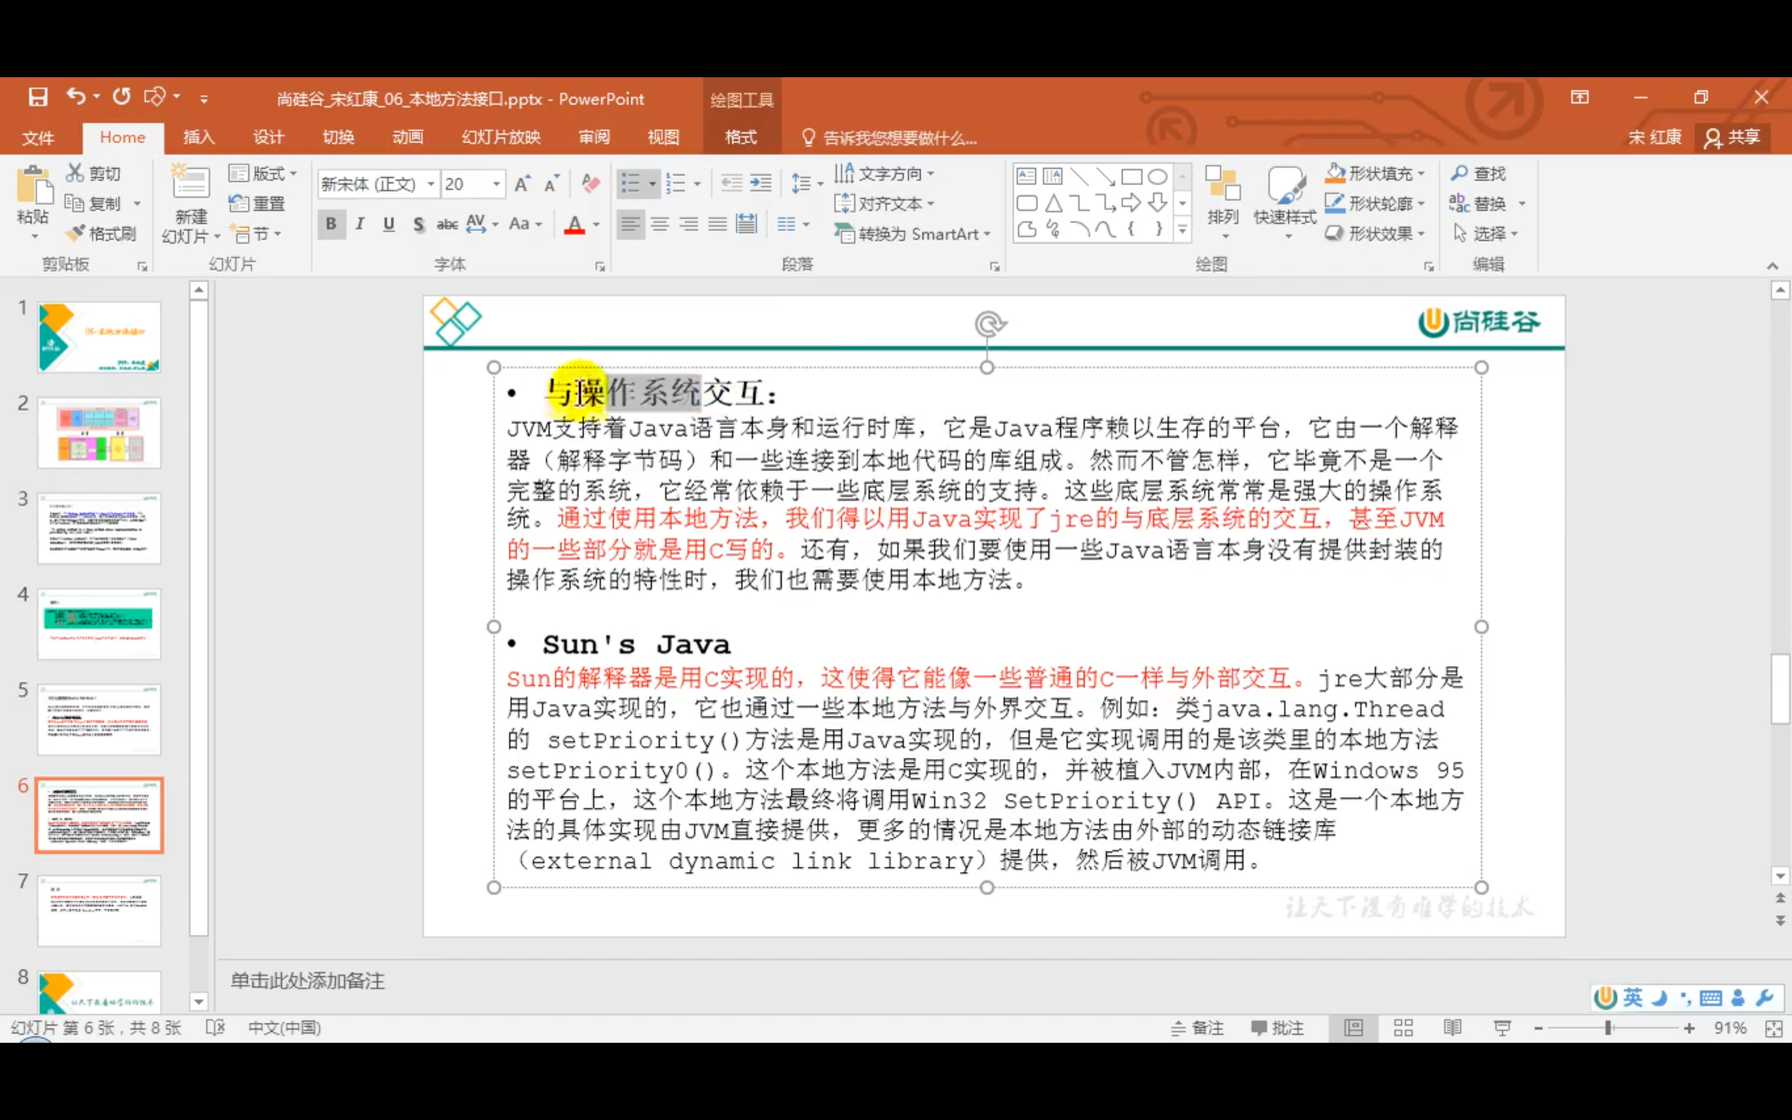 尚硅谷_宋红康_06_本地方法接口.pptx - PowerPoint
绘图工具
文件 Home 插入 设计 切换 动画 幻灯片放映 审阅 视图 格式 告诉我您想要做什么... 宋 红康 共享
粘贴 剪切 复制 格式刷 剪贴板
新建 幻灯片 版式 重置 节 幻灯片
新宋体 (正文) 20
B I U S abc AV Aa A 字体
文字方向 对齐文本 转换为 SmartArt 段落
排列 快速样式 形状填充 形状轮廓 形状效果 绘图
查找 替换 选择 编辑
1
2
3
4
5
6
7
8
尚硅谷
• 与操作系统交互：
JVM支持着Java语言本身和运行时库，它是Java程序赖以生存的平台，它由一个解释
器（解释字节码）和一些连接到本地代码的库组成。然而不管怎样，它毕竟不是一个
完整的系统，它经常依赖于一些底层系统的支持。这些底层系统常常是强大的操作系
统。通过使用本地方法，我们得以用Java实现了jre的与底层系统的交互，甚至JVM
的一些部分就是用C写的。还有，如果我们要使用一些Java语言本身没有提供封装的
操作系统的特性时，我们也需要使用本地方法。
• Sun's Java
Sun的解释器是用C实现的，这使得它能像一些普通的C一样与外部交互。jre大部分是
用Java实现的，它也通过一些本地方法与外界交互。例如：类java.lang.Thread
的 setPriority()方法是用Java实现的，但是它实现调用的是该类里的本地方法
setPriority0()。这个本地方法是用C实现的，并被植入JVM内部，在Windows 95
的平台上，这个本地方法最终将调用Win32 SetPriority() API。这是一个本地方
法的具体实现由JVM直接提供，更多的情况是本地方法由外部的动态链接库
（external dynamic link library）提供，然后被JVM调用。
让天下没有难学的技术
单击此处添加备注
英
幻灯片 第 6 张，共 8 张 中文(中国) 备注 批注 91%